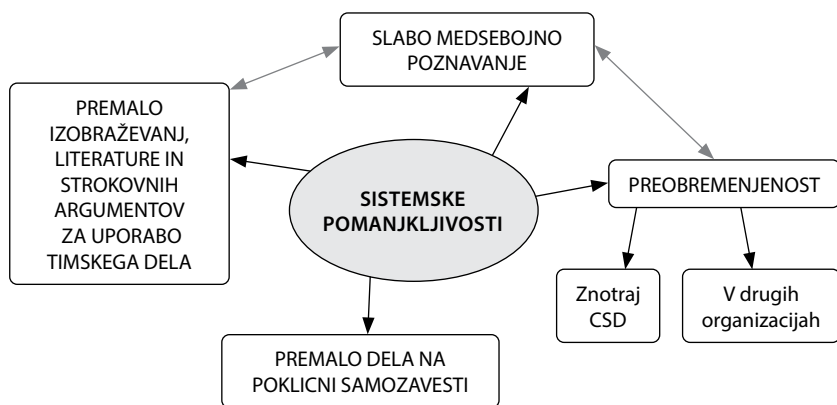 SLABO MEDSEBOJNO
POZNAVANJE
PREMALO
IZOBRAŽEVANJ,
LITERATURE IN
STROKOVNIH
ARGUMENTOV
ZA UPORABO
TIMSKEGA DELA
SISTEMSKE
POMANJKLJIVOSTI
PREOBREMENJENOST
Znotraj
CSD
V drugih
organizacijah
PREMALO DELA NA
POKLICNI SAMOZAVESTI